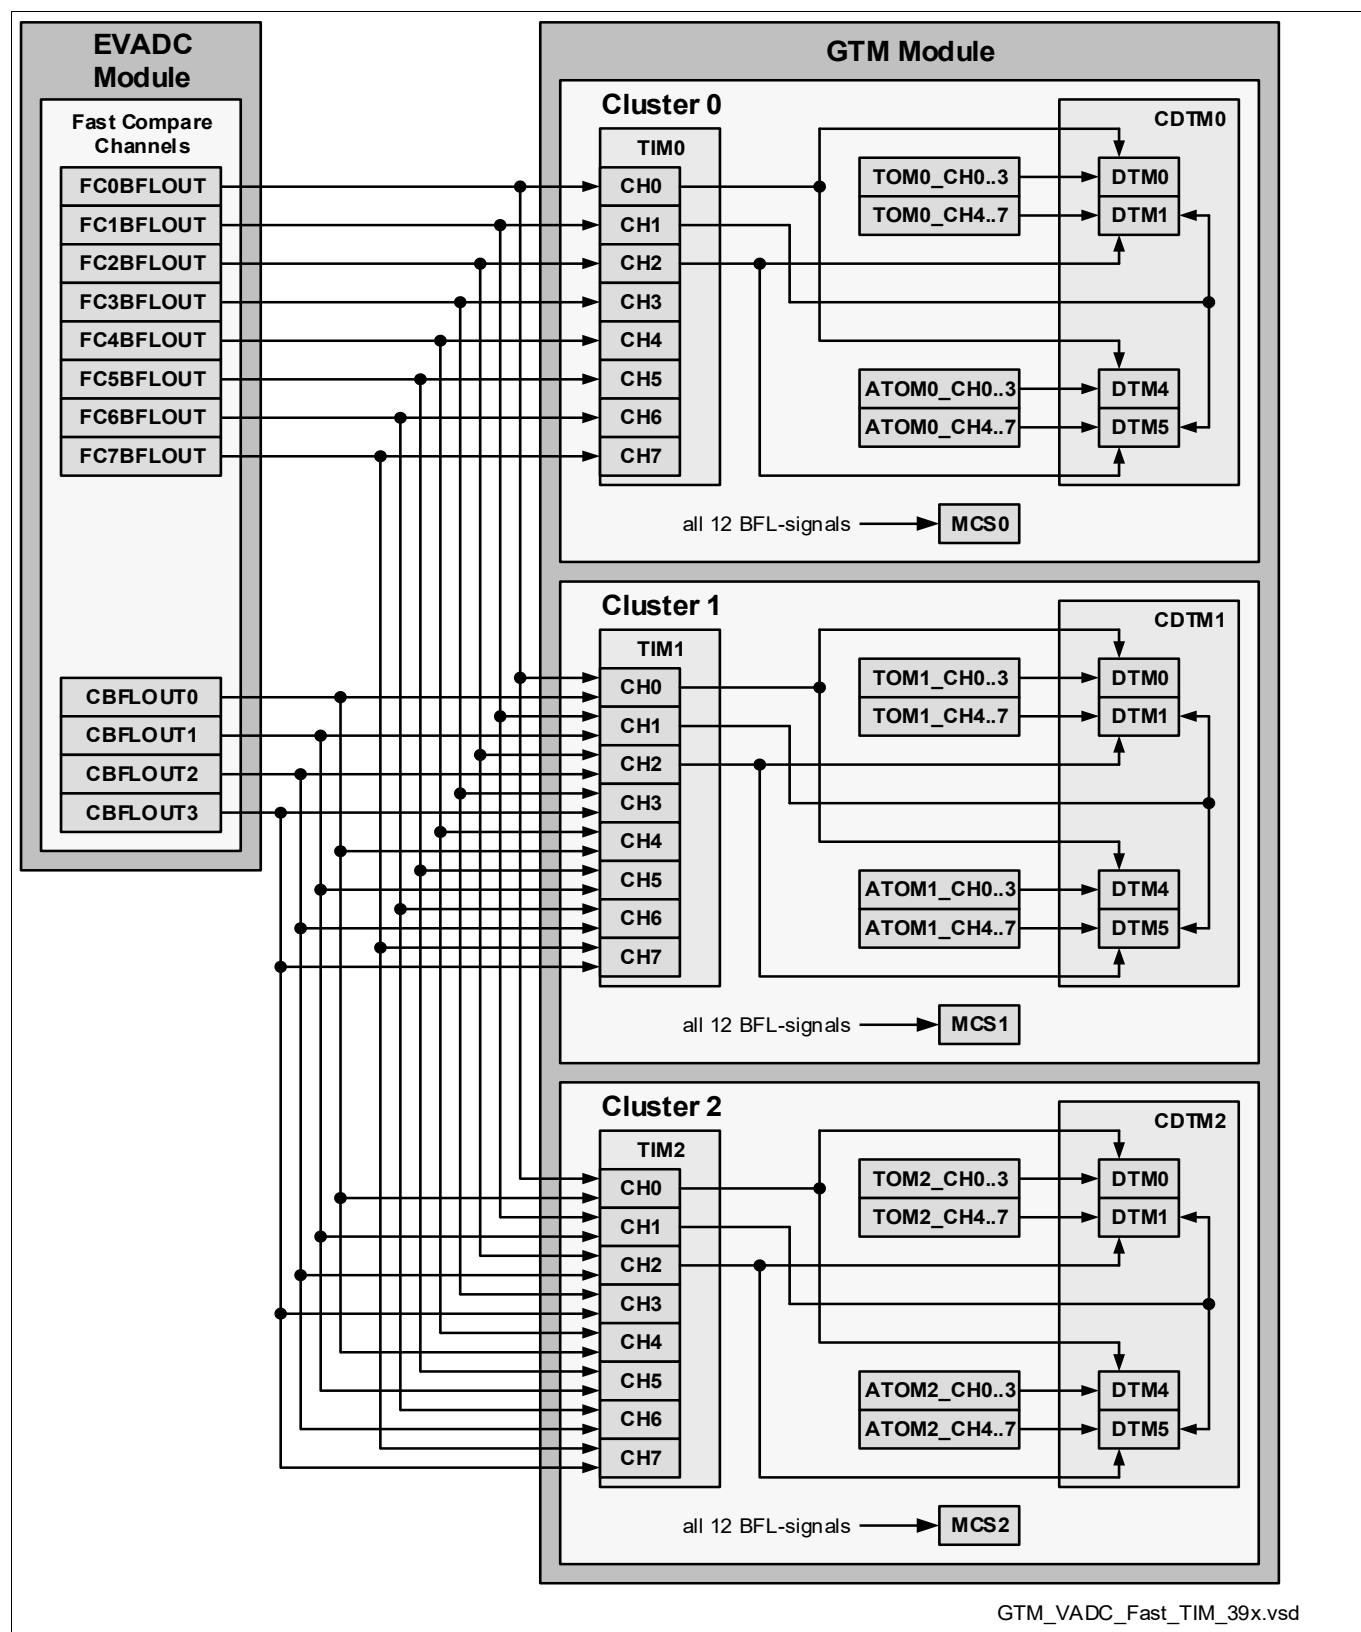 EVADC
Module
Fast Compare
Channels
FC0BFLOUT
FC1BFLOUT
FC2BFLOUT
FC3BFLOUT
FC4BFLOUT
FC5BFLOUT
FC6BFLOUT
FC7BFLOUT
CBFLOUT0
CBFLOUT1
CBFLOUT2
CBFLOUT3
GTM Module
Cluster 0
TIM0
CH0
CH1
CH2
CH3
CH4
CH5
CH6
CH7
TOM0_CH0..3
TOM0_CH4..7
ATOM0_CH0..3
ATOM0_CH4..7
CDTM0
DTM0
DTM1
DTM4
DTM5
all 12 BFL-signals
MCS0
Cluster 1
TIM1
CH0
CH1
CH2
CH3
CH4
CH5
CH6
CH7
TOM1_CH0..3
TOM1_CH4..7
ATOM1_CH0..3
ATOM1_CH4..7
CDTM1
DTM0
DTM1
DTM4
DTM5
all 12 BFL-signals
MCS1
Cluster 2
TIM2
CH0
CH1
CH2
CH3
CH4
CH5
CH6
CH7
TOM2_CH0..3
TOM2_CH4..7
ATOM2_CH0..3
ATOM2_CH4..7
CDTM2
DTM0
DTM1
DTM4
DTM5
all 12 BFL-signals
MCS2
GTM_VADC_Fast_TIM_39x.vsd